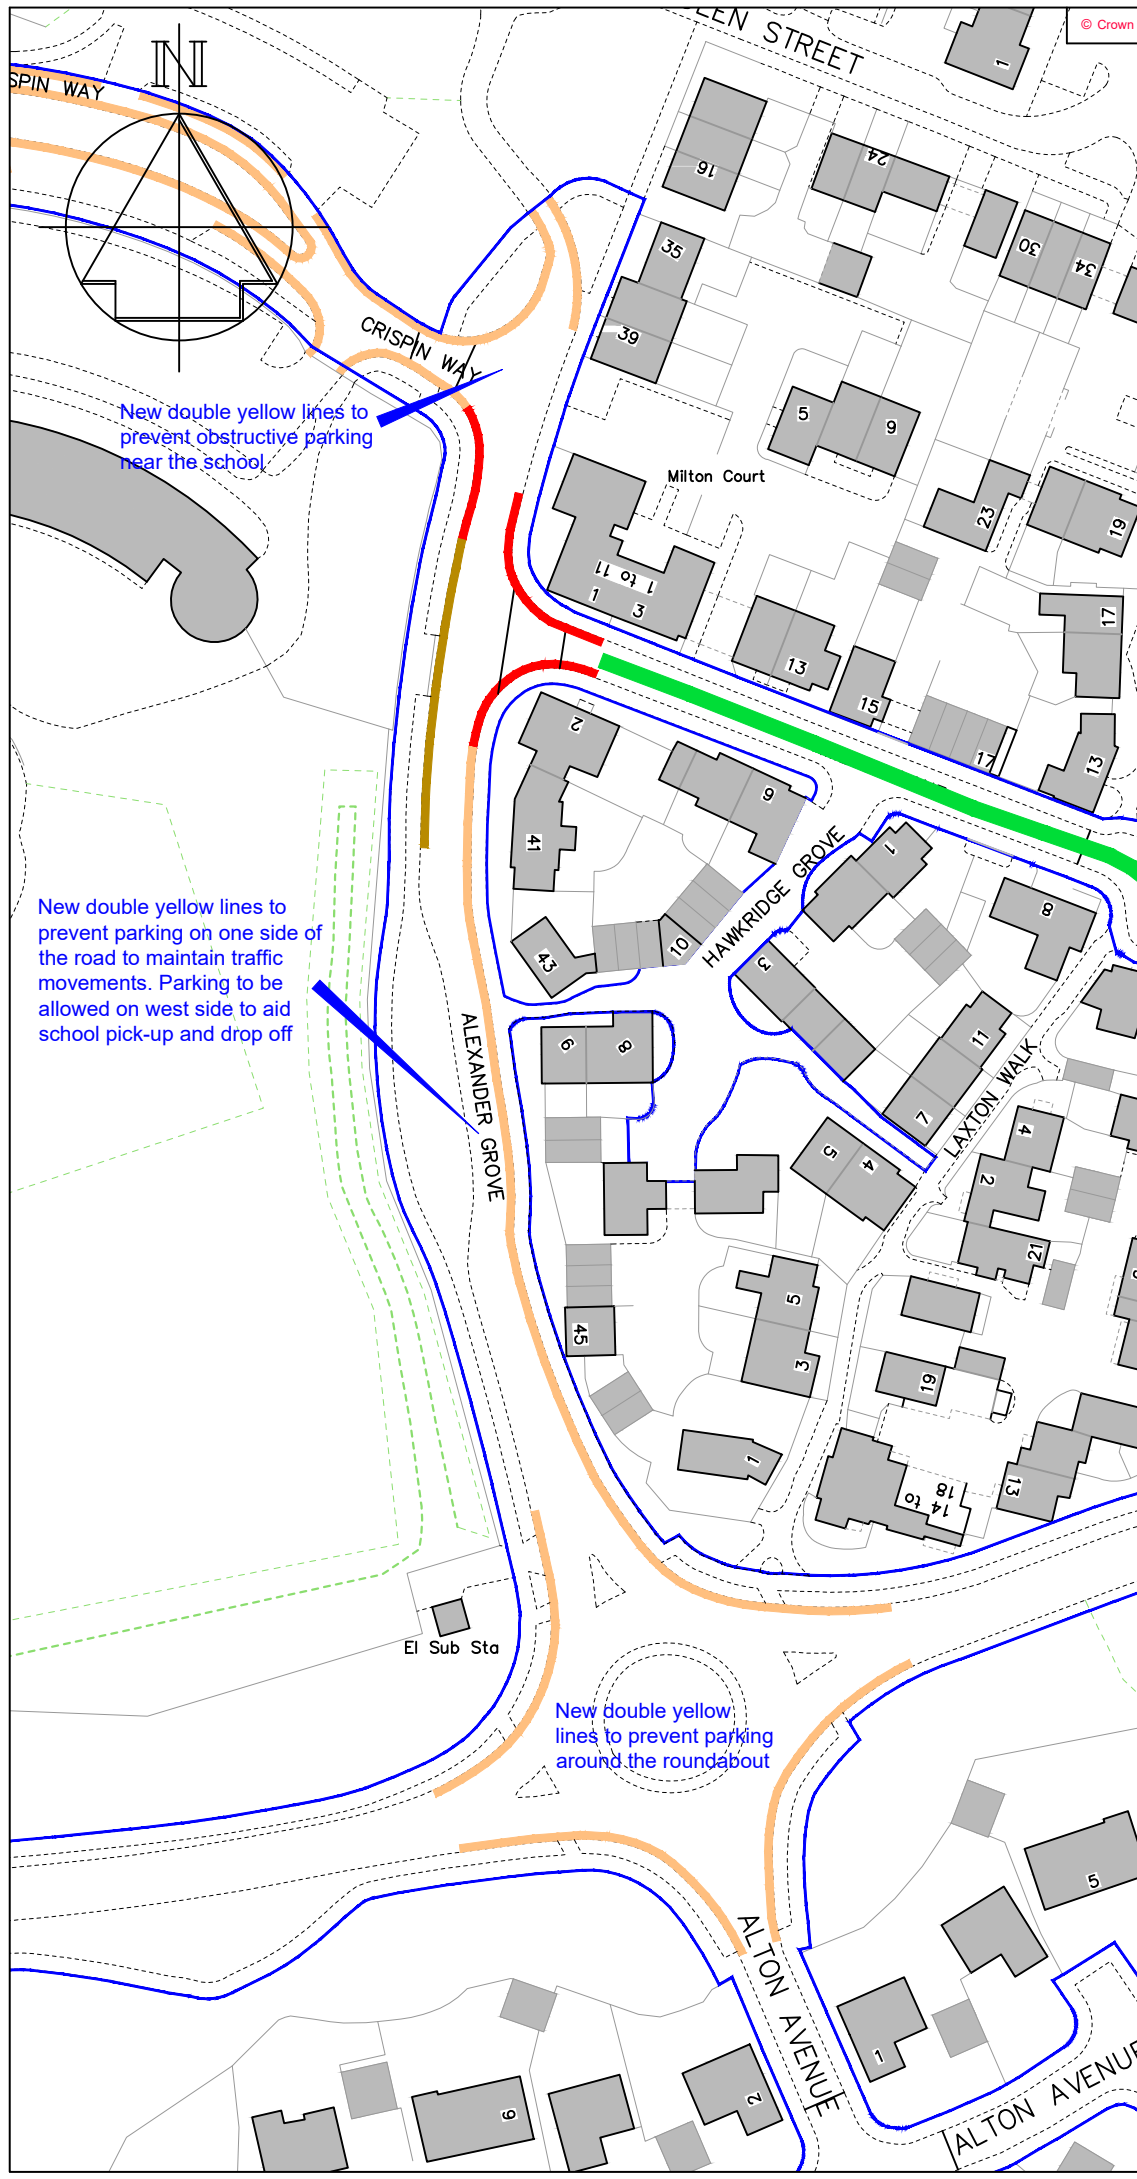 © Crown
STREET
N
SPIN WAY
1
16
24
30
34
35
39
CRISPIN WAY
New double yellow lines to
prevent obstructive parking
near the school
5
9
Milton Court
23
19
1 to 11
1
3
13
15
17
17
13
2
9
41
1
HAWKRIDGE GROVE
8
New double yellow lines to
prevent parking on one side of
the road to maintain traffic
movements. Parking to be
allowed on west side to aid
school pick-up and drop off
43
10
3
ALEXANDER GROVE
6
8
11
7
LAXTON WALK
5
4
4
2
21
45
5
3
19
1
14 to
18
13
El Sub Sta
New double yellow
lines to prevent parking
around the roundabout
5
ALTON AVENUE
1
2
9
ALTON AVENUE